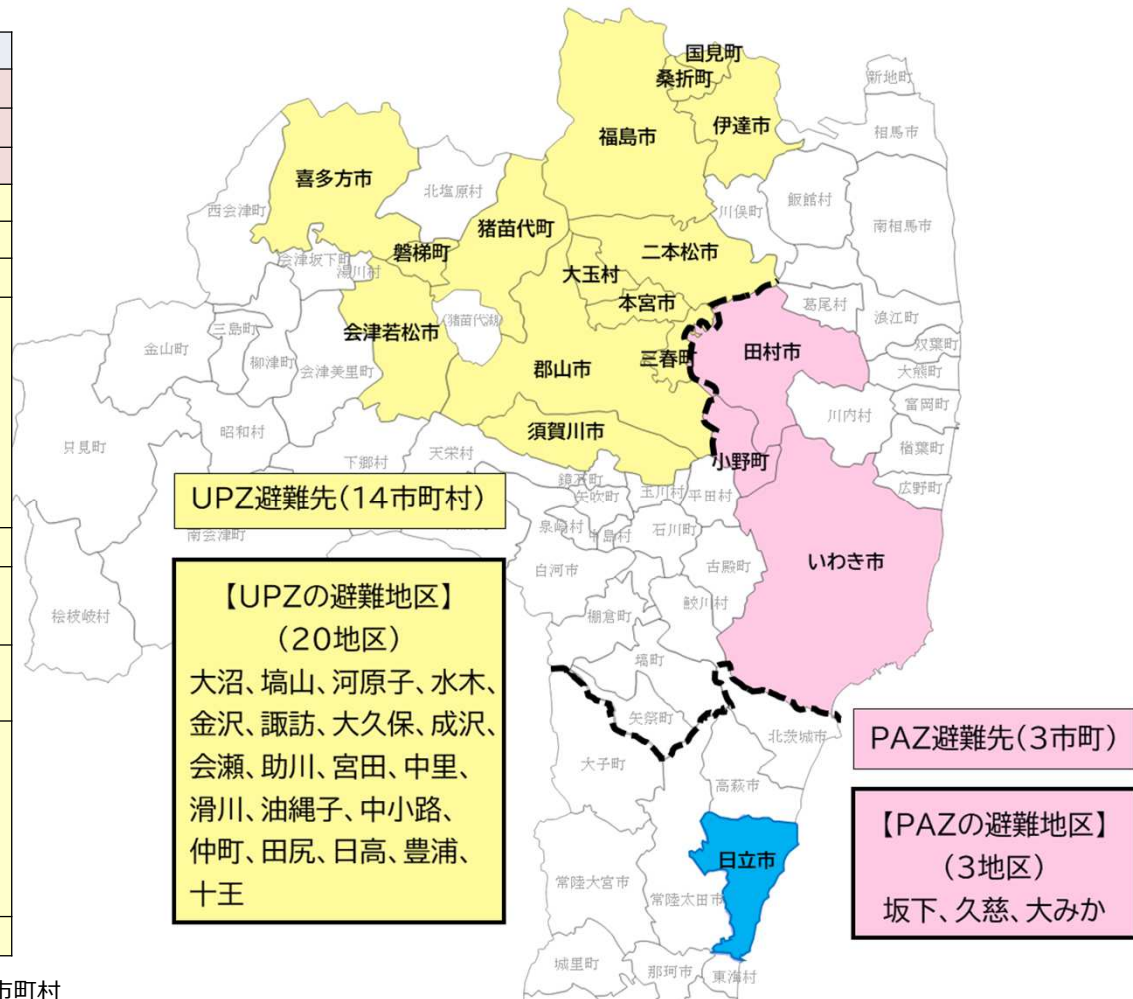 国見町
桑折町
新地町
伊達市
相馬市
福島市
喜多方市
北塩原村
飯舘村
川俣町
西会津町
南相馬市
猪苗代町
二本松市
磐梯町
会津坂下町
湯川村
大玉村
本宮市
葛尾村
浪江町
(猪苗代湖)
三島町
会津若松市
双葉町
金山町
田村市
三春町
柳津町
会津美里町
郡山市
大熊町
富岡町
川内村
昭和村
須賀川市
只見町
天栄村
楢葉町
下郷村
小野町
鏡石町
広野町
UPZ避難先(14市町村)
矢吹町
玉川村
平田村
泉崎村
中島村
石川町
南会津町
いわき市
古殿町
白河市
【UPZの避難地区】
(20地区)
大沼、塙山、河原子、水木、
金沢、諏訪、大久保、成沢、
会瀬、助川、宮田、中里、
滑川、油縄子、中小路、
仲町、田尻、日高、豊浦、
十王
鮫川村
棚倉町
桧枝岐村
塙町
矢祭町
北茨城市
PAZ避難先(3市町)
大子町
高萩市
【PAZの避難地区】
(3地区)
坂下、久慈、大みか
日立市
常陸大宮市
常陸太田市
城里町
那珂市
東海村
市町村